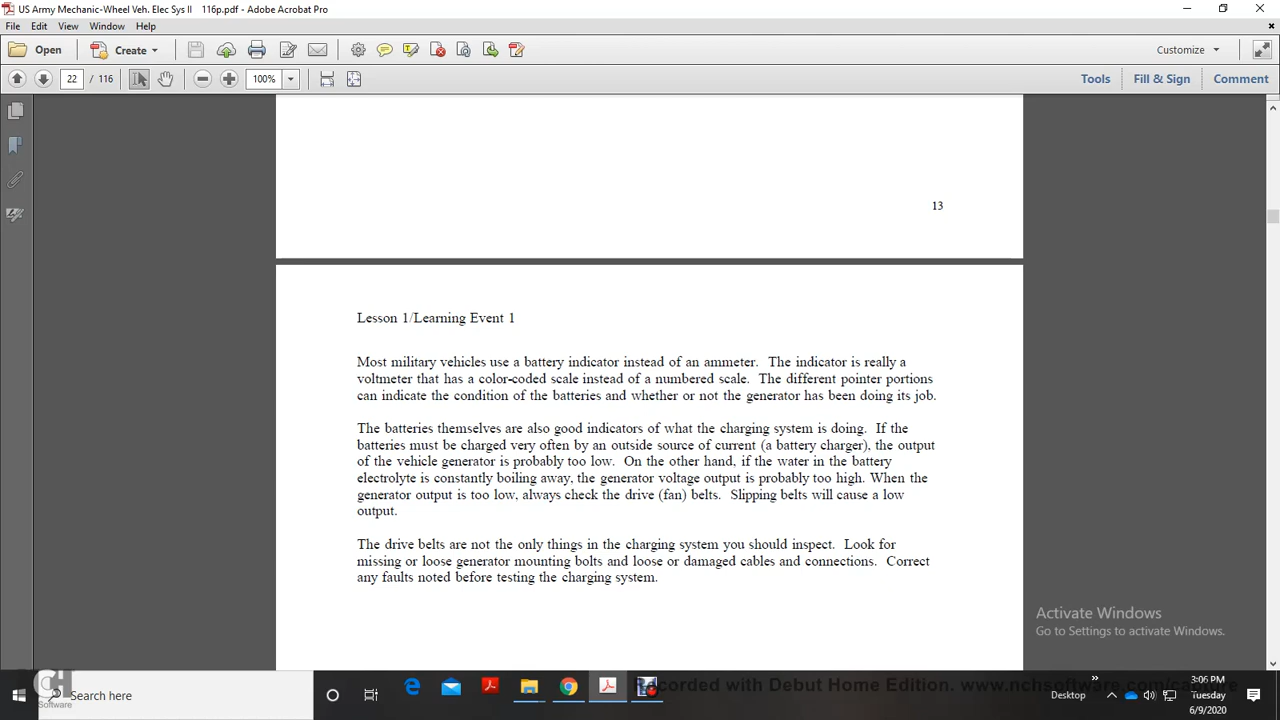 US Army Mechanic-Wheel Veh. Elec Sys II   116p.pdf - Adobe Acrobat Pro
File Edit View Window Help
Open Create Customize
22 / 116 100% Tools Fill & Sign Comment
13
Lesson 1/Learning Event 1
Most military vehicles use a battery indicator instead of an ammeter.  The indicator is really a
voltmeter that has a color-coded scale instead of a numbered scale.  The different pointer portions
can indicate the condition of the batteries and whether or not the generator has been doing its job.
The batteries themselves are also good indicators of what the charging system is doing.  If the
batteries must be charged very often by an outside source of current (a battery charger), the output
of the vehicle generator is probably too low.  On the other hand, if the water in the battery
electrolyte is constantly boiling away, the generator voltage output is probably too high. When the
generator output is too low, always check the drive (fan) belts.  Slipping belts will cause a low
output.
The drive belts are not the only things in the charging system you should inspect.  Look for
missing or loose generator mounting bolts and loose or damaged cables and connections.  Correct
any faults noted before testing the charging system.
Activate Windows
Go to Settings to activate Windows.
CH
Software
Search here
Recorded with Debut Home Edition. www.nchsoftware.com/capture
Desktop
3:06 PM
Tuesday
6/9/2020